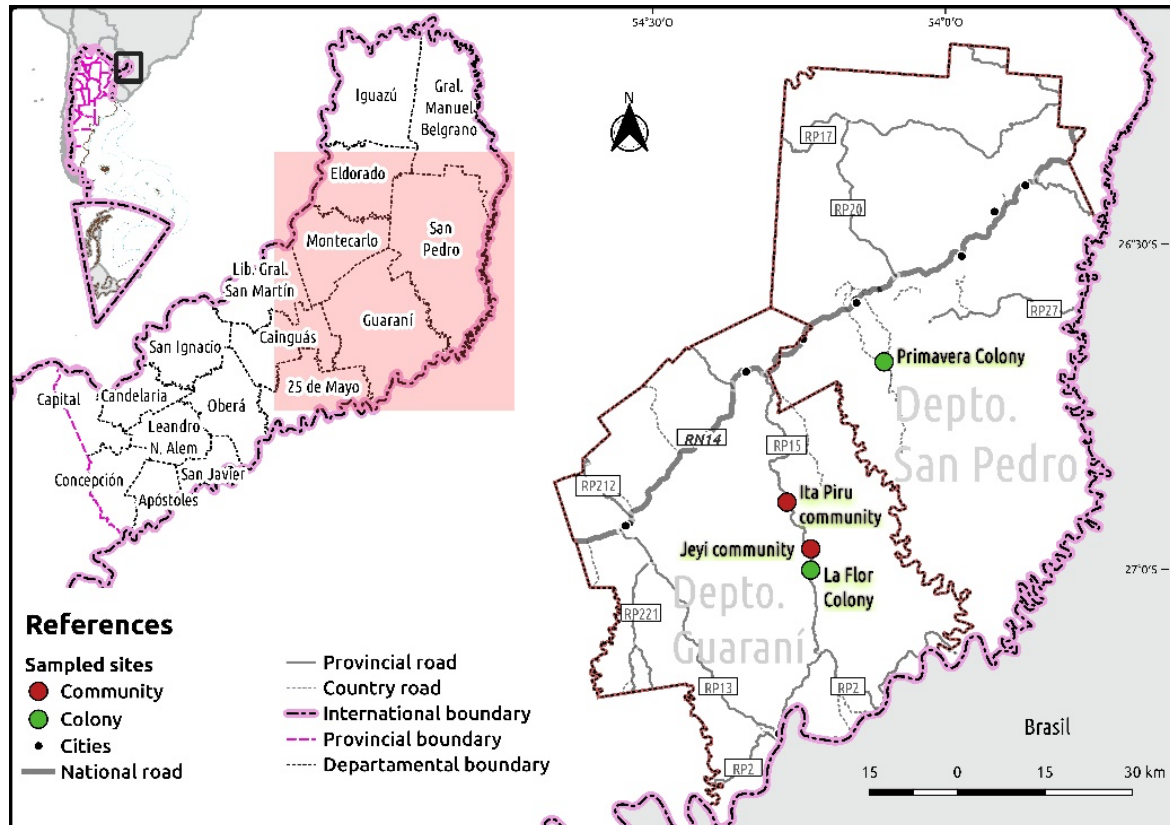 54°30'0
54°0'0
26°30'S
27°0'S
N
Iguazú
Gral.
Manuel
Belgrano
Eldorado
San
Pedro
Montecarlo
Lib. Gral.
San Martín
Guaraní
Cainguás
San Ignacio
25 de Mayo
Capital
Candelaria
Oberá
Leandro
N. Alem
Concepción
San Javier
Apóstoles
RP17
RP20
RP27
Primavera Colony
Depto.
San Pedro
RN14
RP15
RP212
Ita Piru
community
Jeyi community
La Flor
Colony
Depto.
Guaraní
RP221
RP13
RP2
RP2
Brasil
15 0 15 30 km
References
Sampled sites
Community
Colony
Cities
National road
Provincial road
Country road
International boundary
Provincial boundary
Departamental boundary